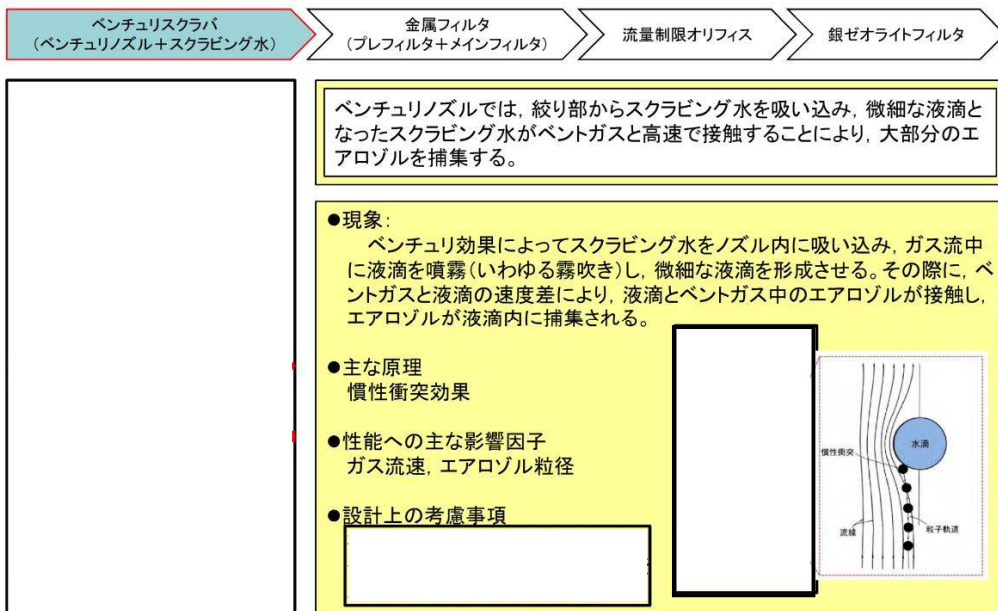 ベンチュリスクラバ
(ベンチュリノズル+スクラビング水)
金属フィルタ
(プレフィルタ+メインフィルタ)
流量制限オリフィス
銀ゼオライトフィルタ
ベンチュリノズルでは, 絞り部からスクラビング水を吸い込み, 微細な液滴と
なったスクラビング水がベントガスと高速で接触することにより, 大部分のエ
アロゾルを捕集する。
●現象:
ベンチュリ効果によってスクラビング水をノズル内に吸い込み, ガス流中
に液滴を噴霧(いわゆる霧吹き)し, 微細な液滴を形成させる。その際に, ベ
ントガスと液滴の速度差により, 液滴とベントガス中のエアロゾルが接触し,
エアロゾルが液滴内に捕集される。
●主な原理
慣性衝突効果
●性能への主な影響因子
ガス流速, エアロゾル粒径
●設計上の考慮事項
水滴
慣性衝突
流線
粒子軌道